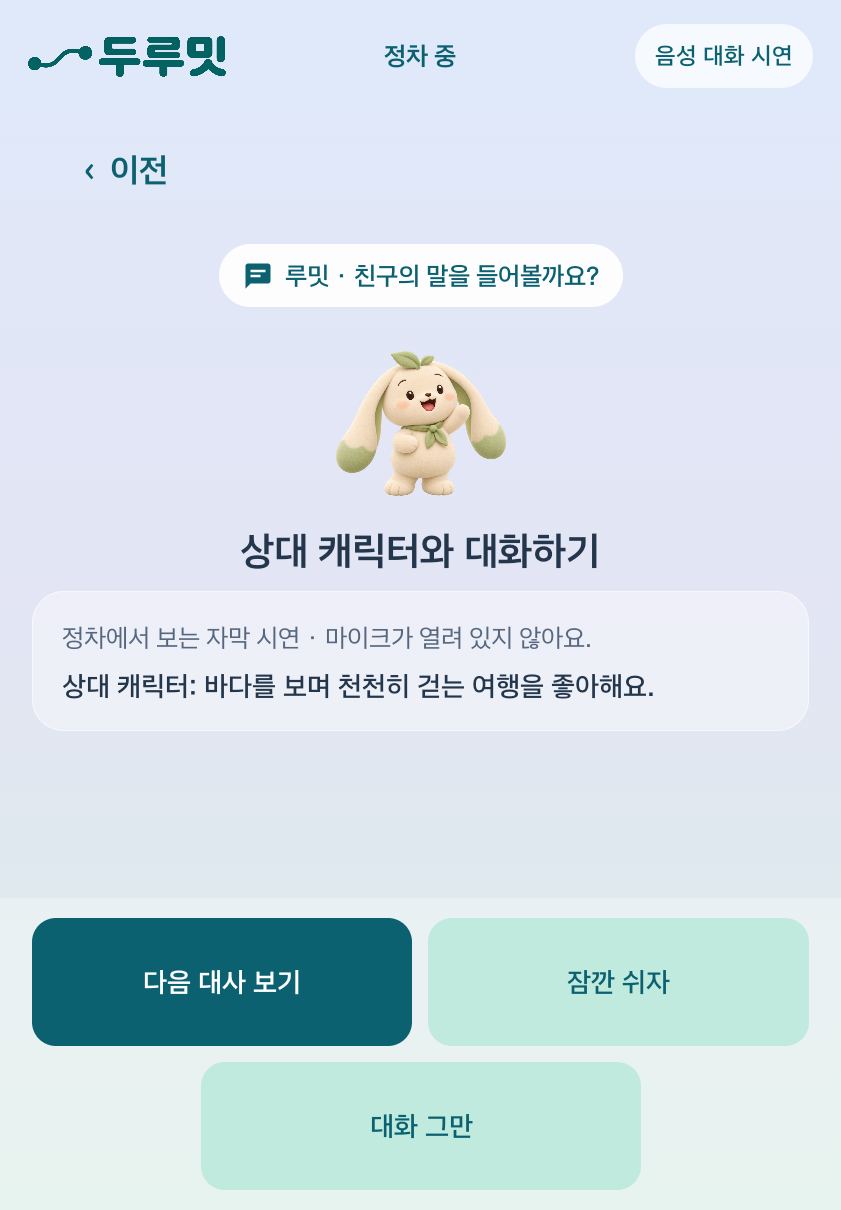 두루밋
정차 중
음성 대화 시연
‹ 이전
루밋 · 친구의 말을 들어볼까요?
상대 캐릭터와 대화하기
정차에서 보는 자막 시연 · 마이크가 열려 있지 않아요.
상대 캐릭터: 바다를 보며 천천히 걷는 여행을 좋아해요.
다음 대사 보기
잠깐 쉬자
대화 그만